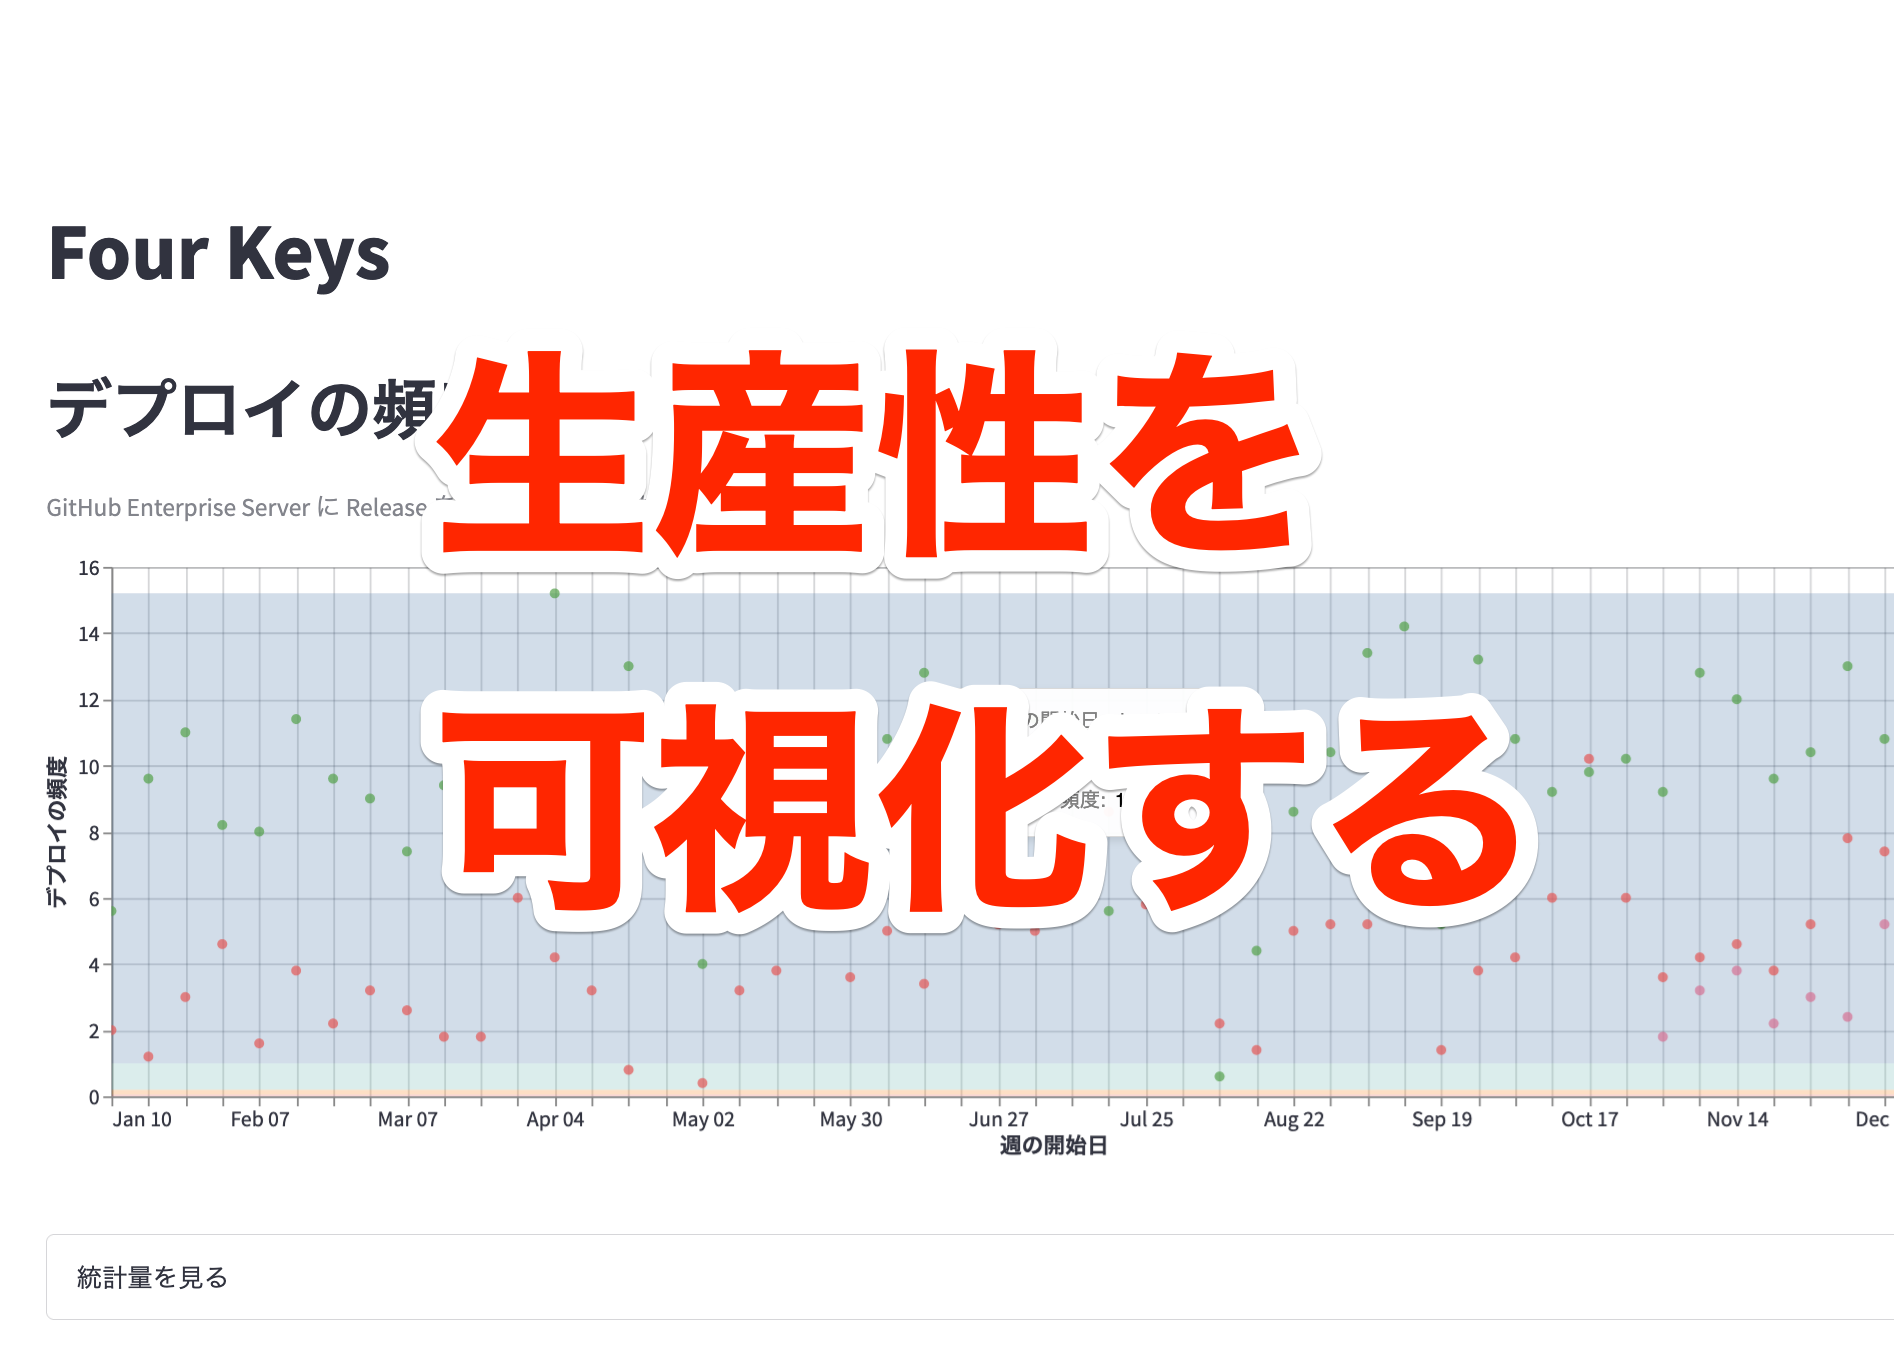 Four Keys
デプロイの頻
生産性を
GitHub Enterprise Server に Release
16
14
12
10
8
6
4
2
0
デプロイの頻度
可視化する
の開始日
頻度: 1
Jan 10 Feb 07 Mar 07 Apr 04 May 02 May 30 Jun 27 Jul 25 Aug 22 Sep 19 Oct 17 Nov 14 Dec
週の開始日
統計量を見る